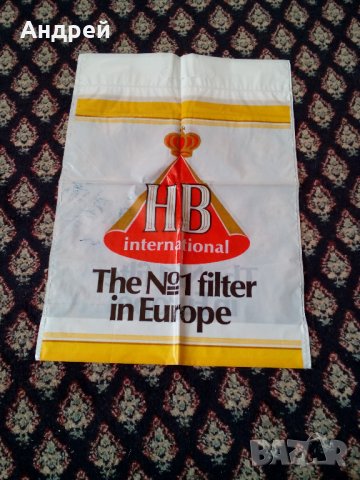 Андрей
HB
international
The Nº1 filter
in Europe
BAZAR